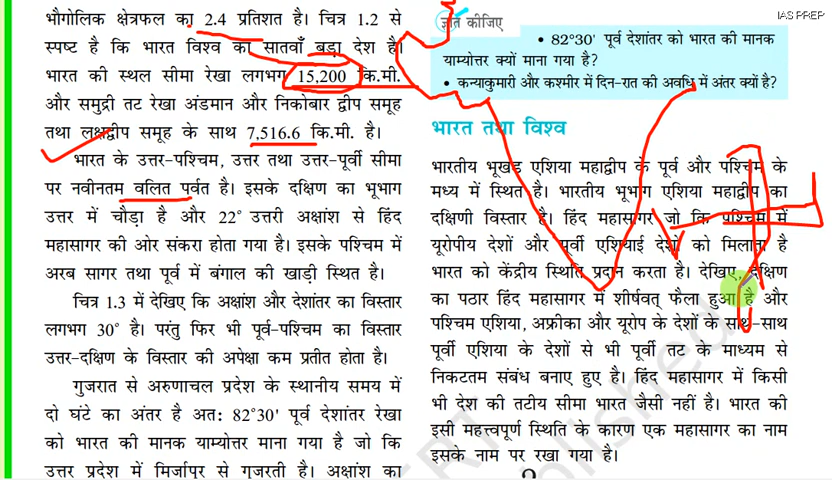 IAS PREP
भौगोलिक क्षेत्रफल का 2.4 प्रतिशत है। चित्र 1.2 से
स्पष्ट है कि भारत विश्व का सातवाँ बड़ा देश है।
भारत की स्थल सीमा रेखा लगभग 15,200 कि.मी.
और समुद्री तट रेखा अंडमान और निकोबार द्वीप समूह
तथा लक्षद्वीप समूह के साथ 7,516.6 कि.मी. है।
भारत के उत्तर-पश्चिम, उत्तर तथा उत्तर-पूर्वी सीमा
पर नवीनतम वलित पर्वत है। इसके दक्षिण का भूभाग
उत्तर में चौड़ा है और 22° उत्तरी अक्षांश से हिंद
महासागर की ओर संकरा होता गया है। इसके पश्चिम में
अरब सागर तथा पूर्व में बंगाल की खाड़ी स्थित है।
चित्र 1.3 में देखिए कि अक्षांश और देशांतर का विस्तार
लगभग 30° है। परंतु फिर भी पूर्व-पश्चिम का विस्तार
उत्तर-दक्षिण के विस्तार की अपेक्षा कम प्रतीत होता है।
गुजरात से अरुणाचल प्रदेश के स्थानीय समय में
दो घंटे का अंतर है अतः 82°30' पूर्व देशांतर रेखा
को भारत की मानक याम्योत्तर माना गया है जो कि
उत्तर प्रदेश में मिर्जापुर से गुजरती है। अक्षांश का
ज्ञात कीजिए
• 82°30' पूर्व देशांतर को भारत की मानक
याम्योत्तर क्यों माना गया है?
• कन्याकुमारी और कश्मीर में दिन-रात की अवधि में अंतर क्यों है?
भारत तथा विश्व
भारतीय भूखंड एशिया महाद्वीप के पूर्व और पश्चिम के
मध्य में स्थित है। भारतीय भूभाग एशिया महाद्वीप का
दक्षिणी विस्तार है। हिंद महासागर जो कि पश्चिम में
यूरोपीय देशों और पूर्वी एशियाई देशों को मिलाता है
भारत को केंद्रीय स्थिति प्रदान करता है। देखिए, दक्षिण
का पठार हिंद महासागर में शीर्षवत् फैला हुआ है और
पश्चिम एशिया, अफ्रीका और यूरोप के देशों के साथ-साथ
पूर्वी एशिया के देशों से भी पूर्वी तट के माध्यम से
निकटतम संबंध बनाए हुए है। हिंद महासागर में किसी
भी देश की तटीय सीमा भारत जैसी नहीं है। भारत की
इसी महत्त्वपूर्ण स्थिति के कारण एक महासागर का नाम
इसके नाम पर रखा गया है।